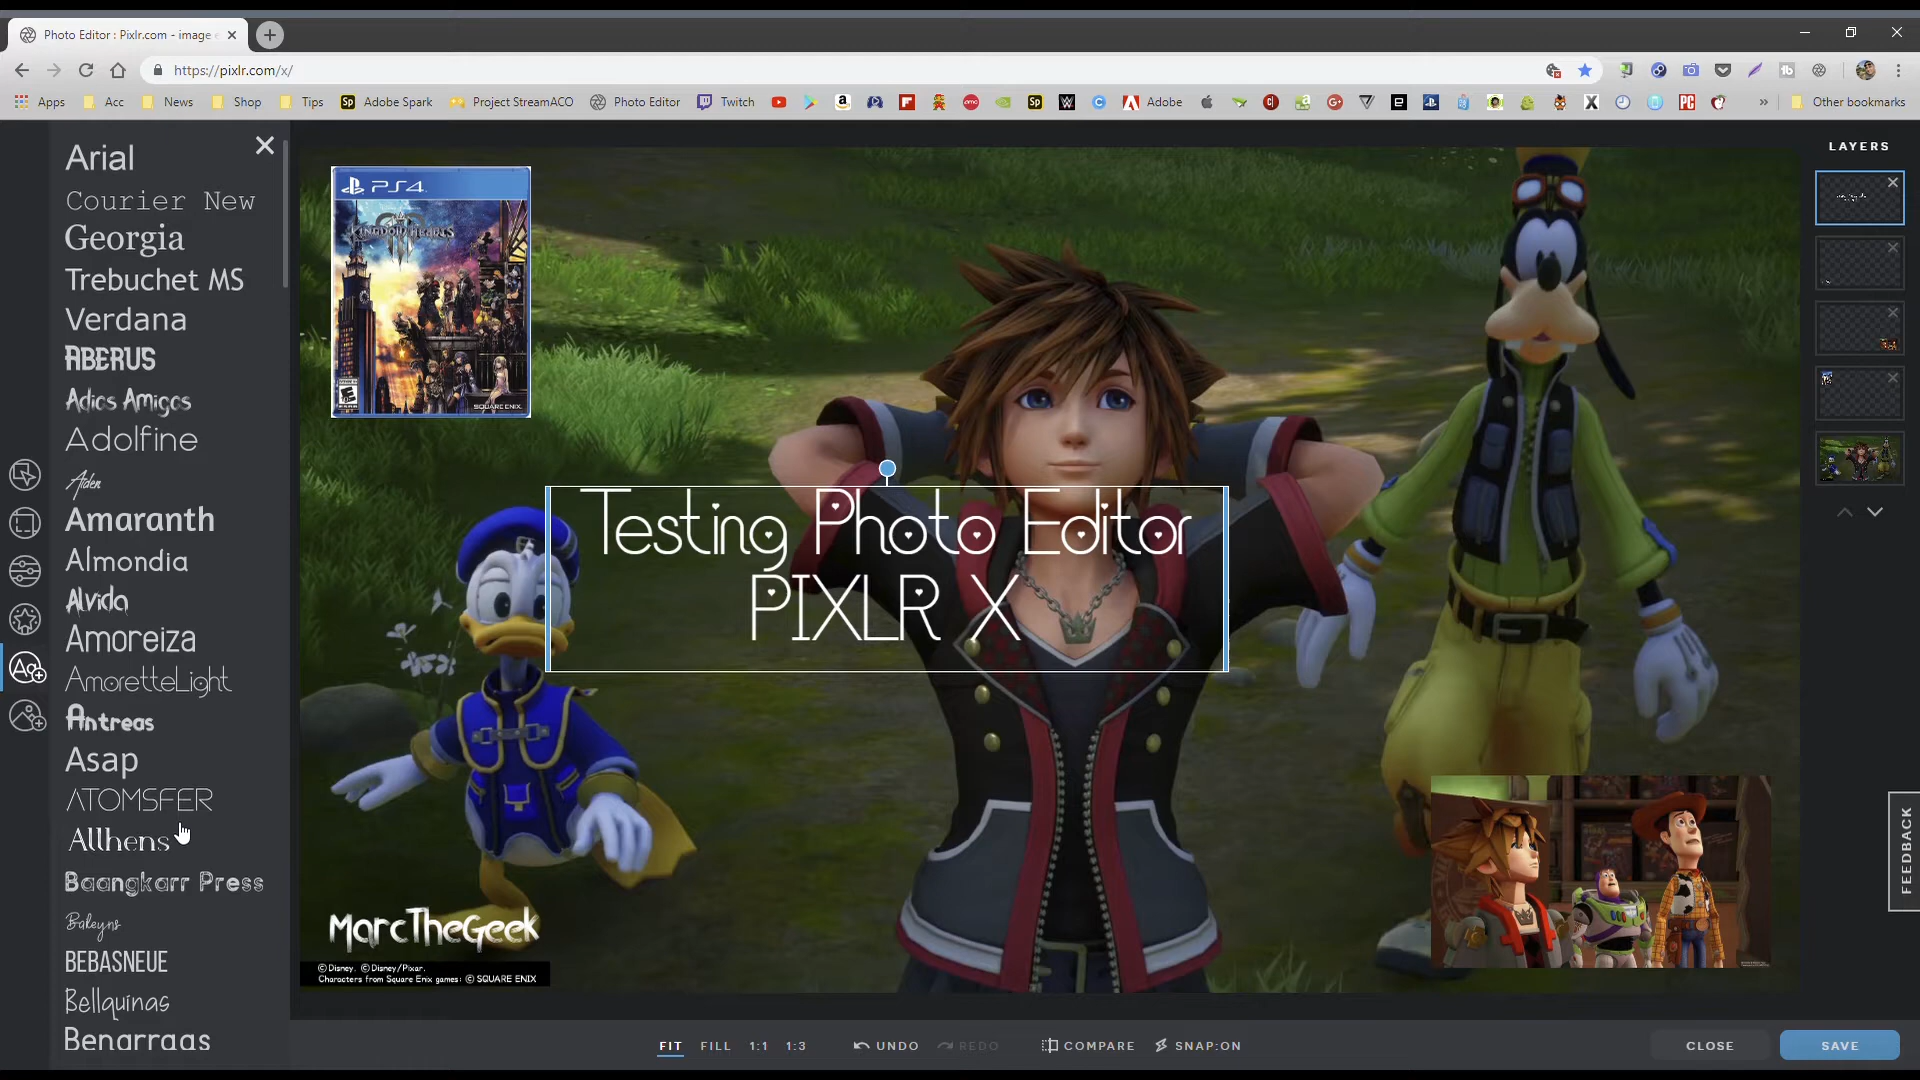 Photo Editor : Pixlr.com - image e
https://pixlr.com/x/
Apps Acc News Shop Tips Adobe Spark Project StreamACO Photo Editor Twitch Adobe » Other bookmarks
Arial
Courier New
Georgia
Trebuchet MS
Verdana
ABERUS
Adios Amigos
Adolfine
Aiden
Amaranth
Almondia
Alvida
Amoreiza
AmoretteLight
Antreas
Asap
ATOMSFER
Allhens
Baangkarr Press
Bakeyns
BEBASNEUE
Bellquinas
Benarraas
PS4
KINGDOM HEARTS
III
SQUARE ENIX
Testing Photo Editor
PIXLR X
MarcTheGeek
©Disney. ©Disney/Pixar.
Characters from Square Enix games: © SQUARE ENIX
LAYERS
FEEDBACK
FIT FILL 1:1 1:3 UNDO REDO COMPARE SNAP:ON CLOSE SAVE